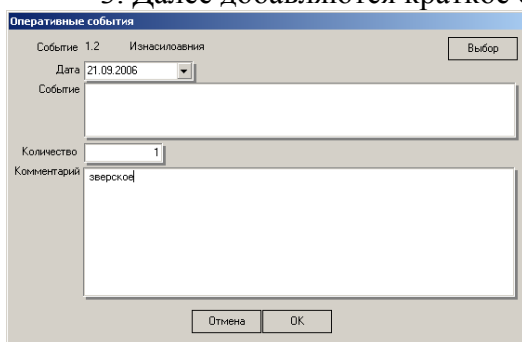 3. Далее добавляются краткое
Оперативные события
Событие 1.2 Изнасилоавния
Выбор
Дата 21.09.2006
Событие
Количество 1
Комментарий зверское
Отмена OK